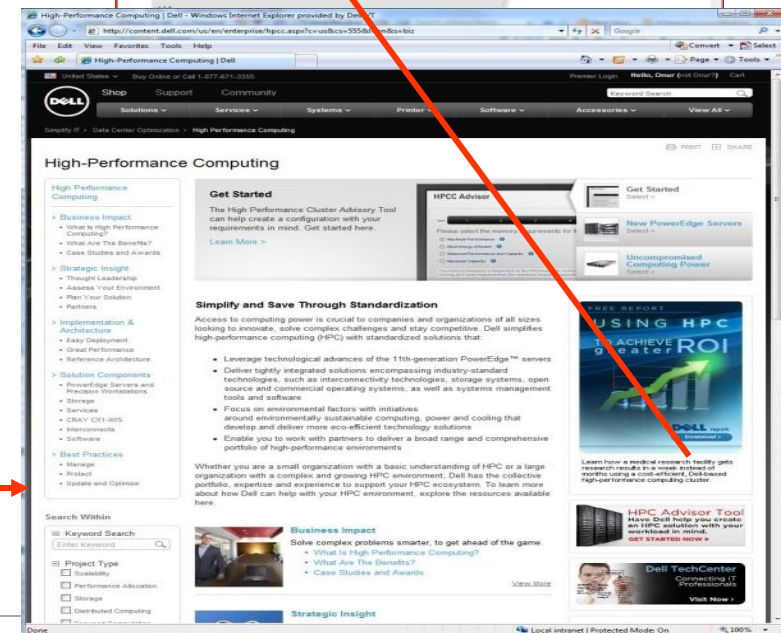 High-Performance Computing | Dell - Windows Internet Explorer provided by Dell IT
http://content.dell.com/us/en/enterprise/hpcc.aspx?c=us&cs=555&l=en&s=biz
Google
File Edit View Favorites Tools Help
Convert Select
High-Performance Computing | Dell
Page Tools
United States Buy Online or Call 1-877-671-3355
Premier Login Hello, Onur (not Onur?) Cart
DELL
Shop Support Community
Keyword Search
Solutions Services Systems Printer Software Accessories View All
Simplify IT > Data Center Optimization > High Performance Computing
PRINT SHARE
High-Performance Computing
High Performance
Computing
> Business Impact
What Is High Performance
Computing?
What Are The Benefits?
Case Studies and Awards
> Strategic Insight
Thought Leadership
Assess Your Environment
Plan Your Solution
Partners
> Implementation &
Architecture
Easy Deployment
Great Performance
Reference Architecture
> Solution Components
PowerEdge Servers and
Precision Workstations
Storage
Services
CRAY CX1-iWS
Interconnects
Software
> Best Practices
Manage
Protect
Update and Optimize
Search Within
Keyword Search
Enter Keyword
Project Type
Scalability
Performance Allocation
Storage
Distributed Computing
Get Started
The High Performance Cluster Advisory Tool
can help create a configuration with your
requirements in mind. Get started here.
Learn More >
HPCC Advisor
Please select the memory requirements for
Maximum Performance
Balanced Performance and Capacity
Maximum Capacity
Get Started
Select >
New PowerEdge Servers
Select >
Uncompromised
Computing Power
Select >
Simplify and Save Through Standardization
Access to computing power is crucial to companies and organizations of all sizes
looking to innovate, solve complex challenges and stay competitive. Dell simplifies
high-performance computing (HPC) with standardized solutions that:
Leverage technological advances of the 11th-generation PowerEdge™ servers
Deliver tightly integrated solutions encompassing industry-standard
technologies, such as interconnectivity technologies, storage systems, open
source and commercial operating systems, as well as systems management
tools and software
Focus on environmental factors with initiatives
around environmentally sustainable computing, power and cooling that
develop and deliver more eco-efficient technology solutions
Enable you to work with partners to deliver a broad range and comprehensive
portfolio of high-performance environments
Whether you are a small organization with a basic understanding of HPC or a large
organization with a complex and growing HPC environment, Dell has the collective
portfolio, expertise and experience to support your HPC ecosystem. To learn more
about how Dell can help with your HPC environment, explore the resources available
here.
Business Impact
Solve complex problems smarter, to get ahead of the game.
What Is High Performance Computing?
What Are The Benefits?
Case Studies and Awards
View More
Strategic Insight
FREE REPORT
USING HPC
TO ACHIEVE
greater ROI
DELL report
Download >
Learn how a medical research facility gets
research results in a week instead of
months using a cost-efficient, Dell-based
high-performance computing cluster.
HPC Advisor Tool
Have Dell help you create
an HPC solution with your
workload in mind.
GET STARTED NOW >
Dell TechCenter
Connecting IT
Professionals
Visit Now >
Done
Local intranet | Protected Mode: On
100%